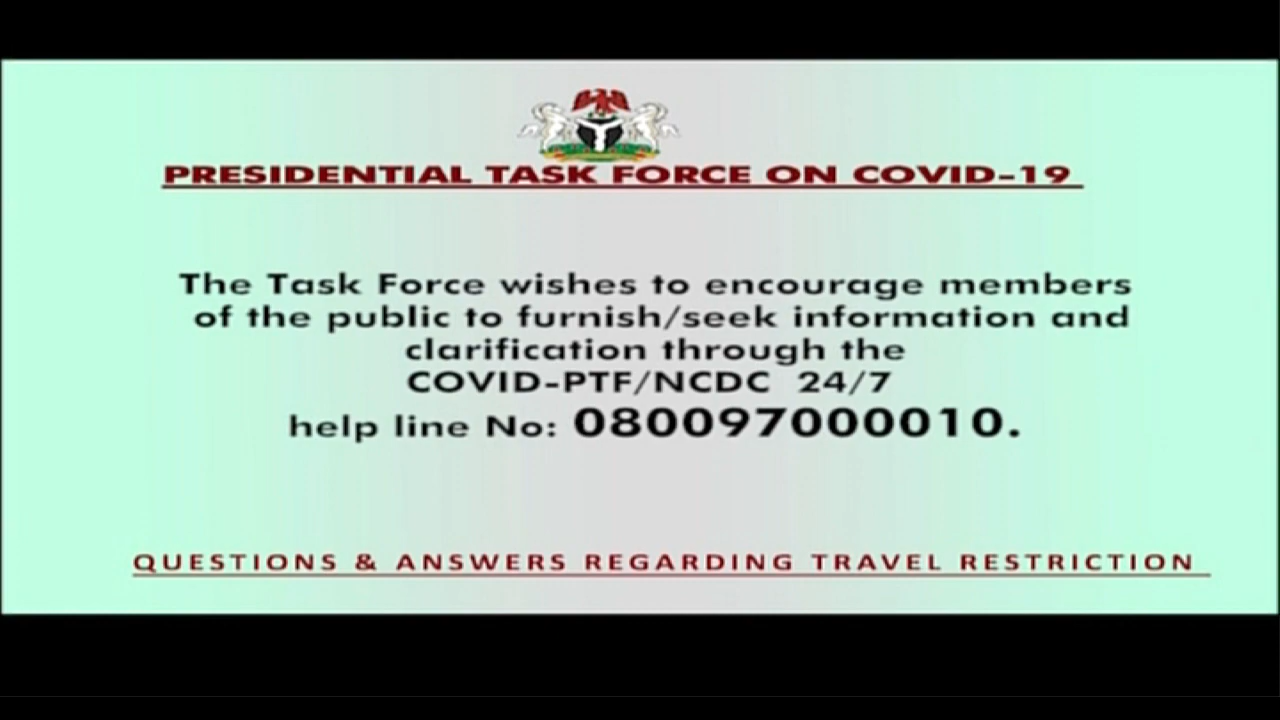 PRESIDENTIAL TASK FORCE ON COVID-19
The Task Force wishes to encourage members
of the public to furnish/seek information and
clarification through the
COVID-PTF/NCDC 24/7
help line No: 080097000010.
QUESTIONS & ANSWERS REGARDING TRAVEL RESTRICTION